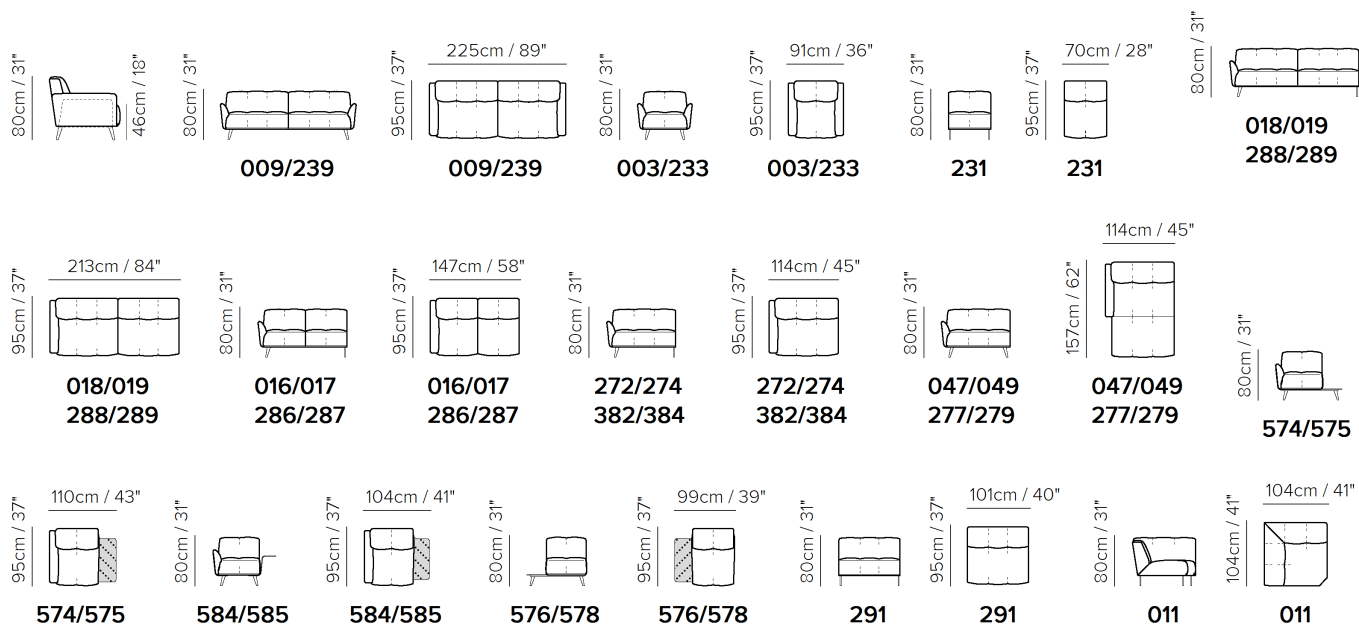 80cm / 31"
46cm / 18"
80cm / 31"
009/239
95cm / 37"
225cm / 89"
009/239
80cm / 31"
003/233
95cm / 37"
91cm / 36"
003/233
80cm / 31"
231
95cm / 37"
70cm / 28"
231
80cm / 31"
018/019
288/289
95cm / 37"
213cm / 84"
018/019
288/289
80cm / 31"
016/017
286/287
95cm / 37"
147cm / 58"
016/017
286/287
80cm / 31"
272/274
382/384
95cm / 37"
114cm / 45"
272/274
382/384
80cm / 31"
047/049
277/279
157cm / 62"
114cm / 45"
047/049
277/279
80cm / 31"
574/575
95cm / 37"
110cm / 43"
574/575
80cm / 31"
584/585
95cm / 37"
104cm / 41"
584/585
80cm / 31"
576/578
95cm / 37"
99cm / 39"
576/578
80cm / 31"
291
95cm / 37"
101cm / 40"
291
80cm / 31"
011
104cm / 41"
104cm / 41"
011